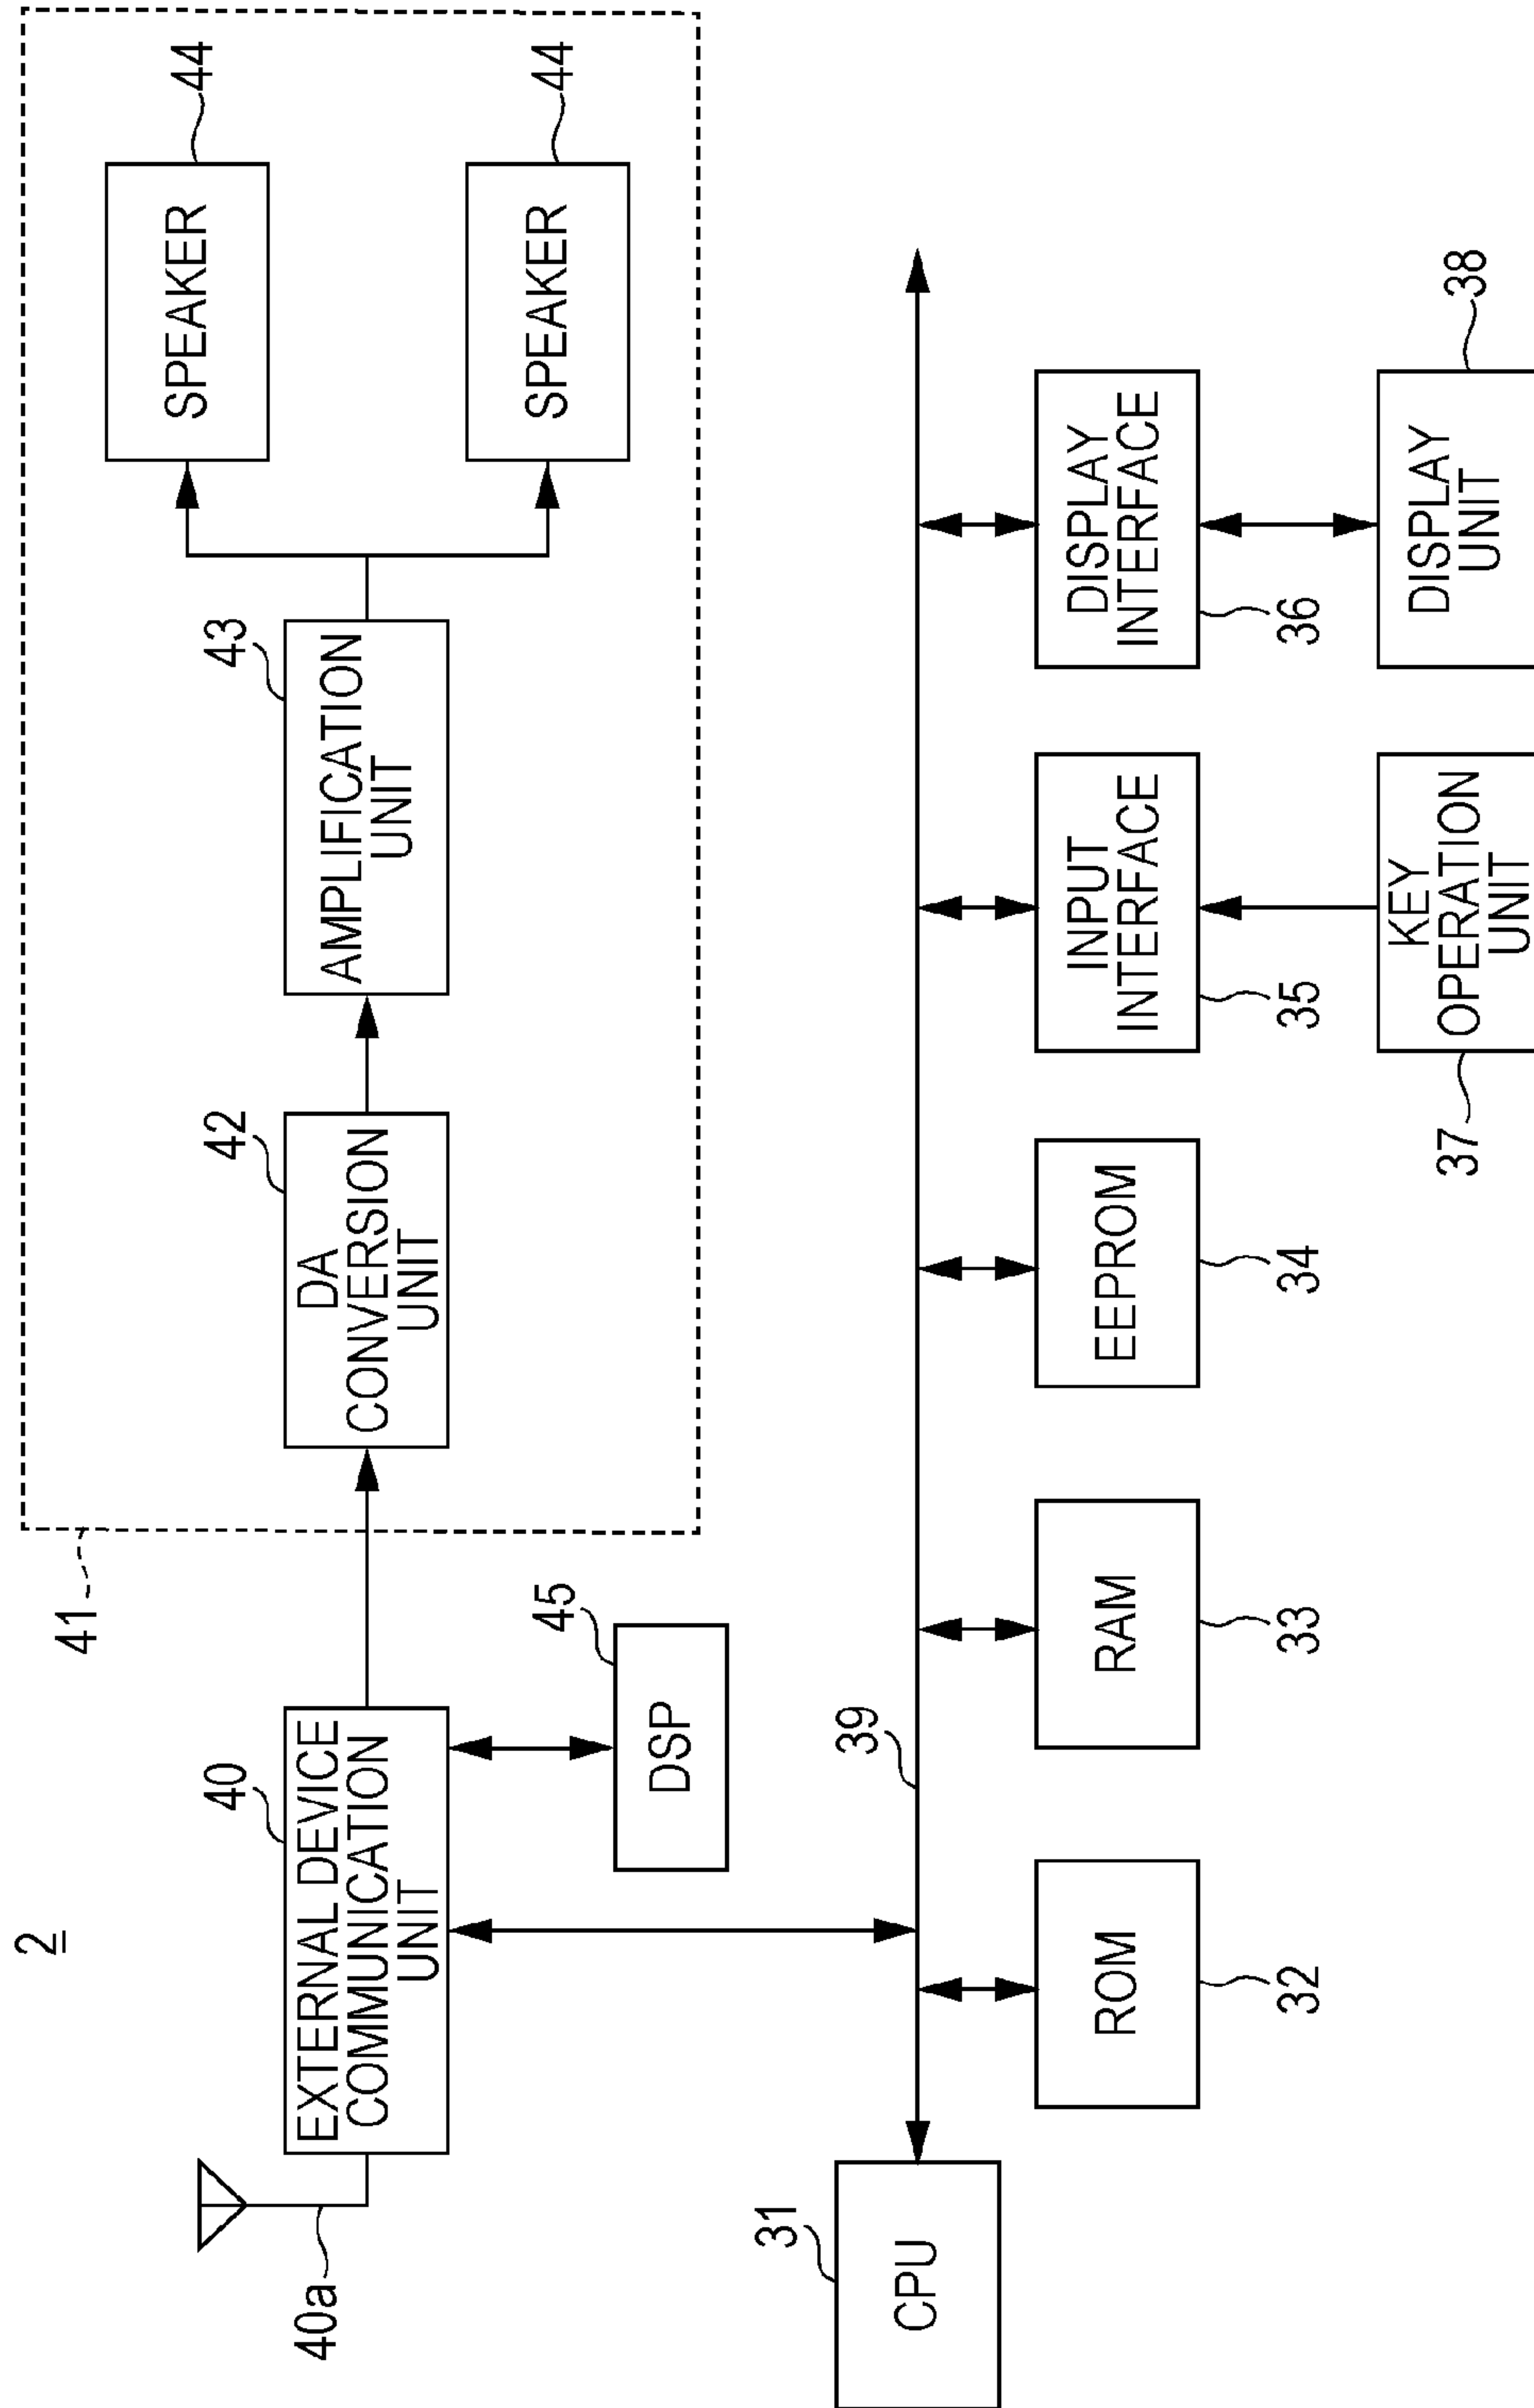 2
40a
40
EXTERNAL DEVICE
COMMUNICATION
UNIT
41
42
DA
CONVERSION
UNIT
43
AMPLIFICATION
UNIT
44
SPEAKER
44
SPEAKER
45
DSP
31
CPU
39
ROM
32
RAM
33
EEPROM
34
INPUT
INTERFACE
35
DISPLAY
INTERFACE
36
37
KEY
OPERATION
UNIT
38
DISPLAY
UNIT